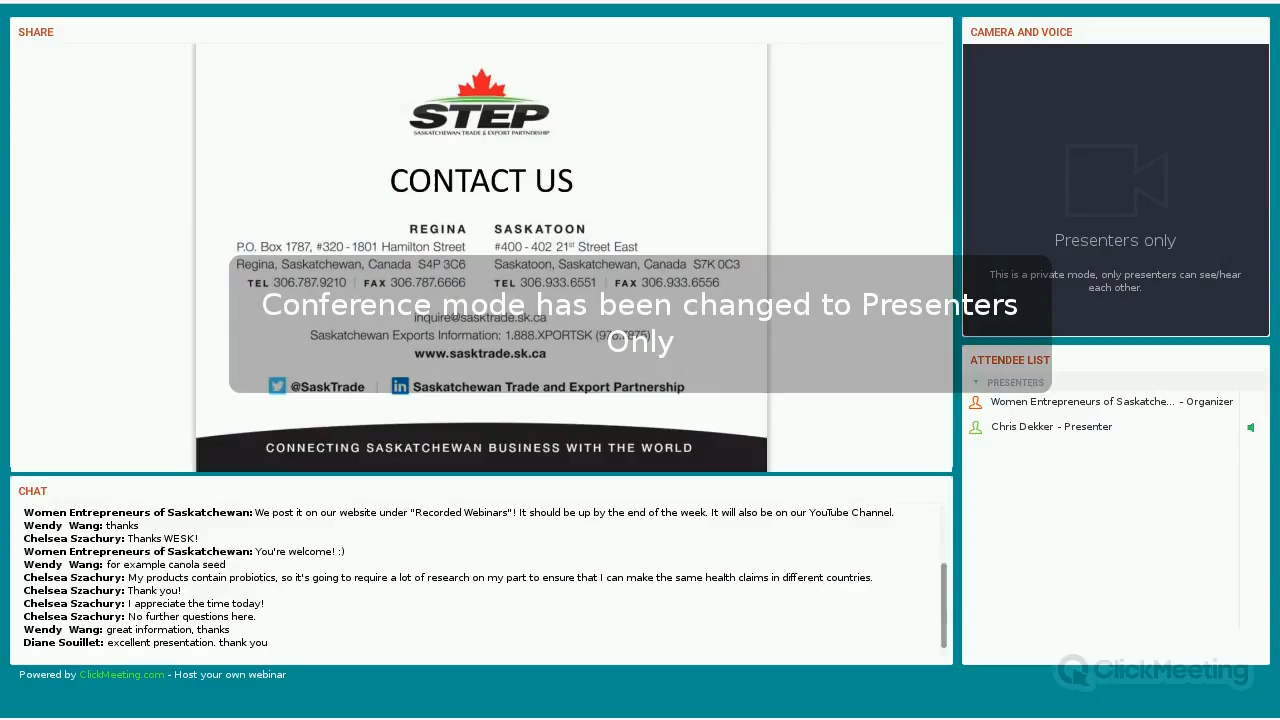 SHARE
STEP
SASKATCHEWAN TRADE & EXPORT PARTNERSHIP
CONTACT US
REGINA
P.O. Box 1787, #320 - 1801 Hamilton Street
Regina, Saskatchewan, Canada S4P 3C6
TEL 306.787.9210 | FAX 306.787.6666
SASKATOON
#400 - 402 21st Street East
Saskatoon, Saskatchewan, Canada S7K 0C3
TEL 306.933.6551 | FAX 306.933.6556
inquire@sasktrade.sk.ca
Saskatchewan Exports Information: 1.888.XPORTSK (976.7875)
www.sasktrade.sk.ca
@SaskTrade | in Saskatchewan Trade and Export Partnership
CONNECTING SASKATCHEWAN BUSINESS WITH THE WORLD
Conference mode has been changed to Presenters
Only
CAMERA AND VOICE
Presenters only
This is a private mode, only presenters can see/hear
each other.
ATTENDEE LIST
PRESENTERS
Women Entrepreneurs of Saskatche... - Organizer
Chris Dekker - Presenter
CHAT
Women Entrepreneurs of Saskatchewan: We post it on our website under "Recorded Webinars"! It should be up by the end of the week. It will also be on our YouTube Channel.
Wendy Wang: thanks
Chelsea Szachury: Thanks WESK!
Women Entrepreneurs of Saskatchewan: You're welcome! :)
Wendy Wang: for example canola seed
Chelsea Szachury: My products contain probiotics, so it's going to require a lot of research on my part to ensure that I can make the same health claims in different countries.
Chelsea Szachury: Thank you!
Chelsea Szachury: I appreciate the time today!
Chelsea Szachury: No further questions here.
Wendy Wang: great information, thanks
Diane Souillet: excellent presentation. thank you
Powered by ClickMeeting.com - Host your own webinar
ClickMeeting